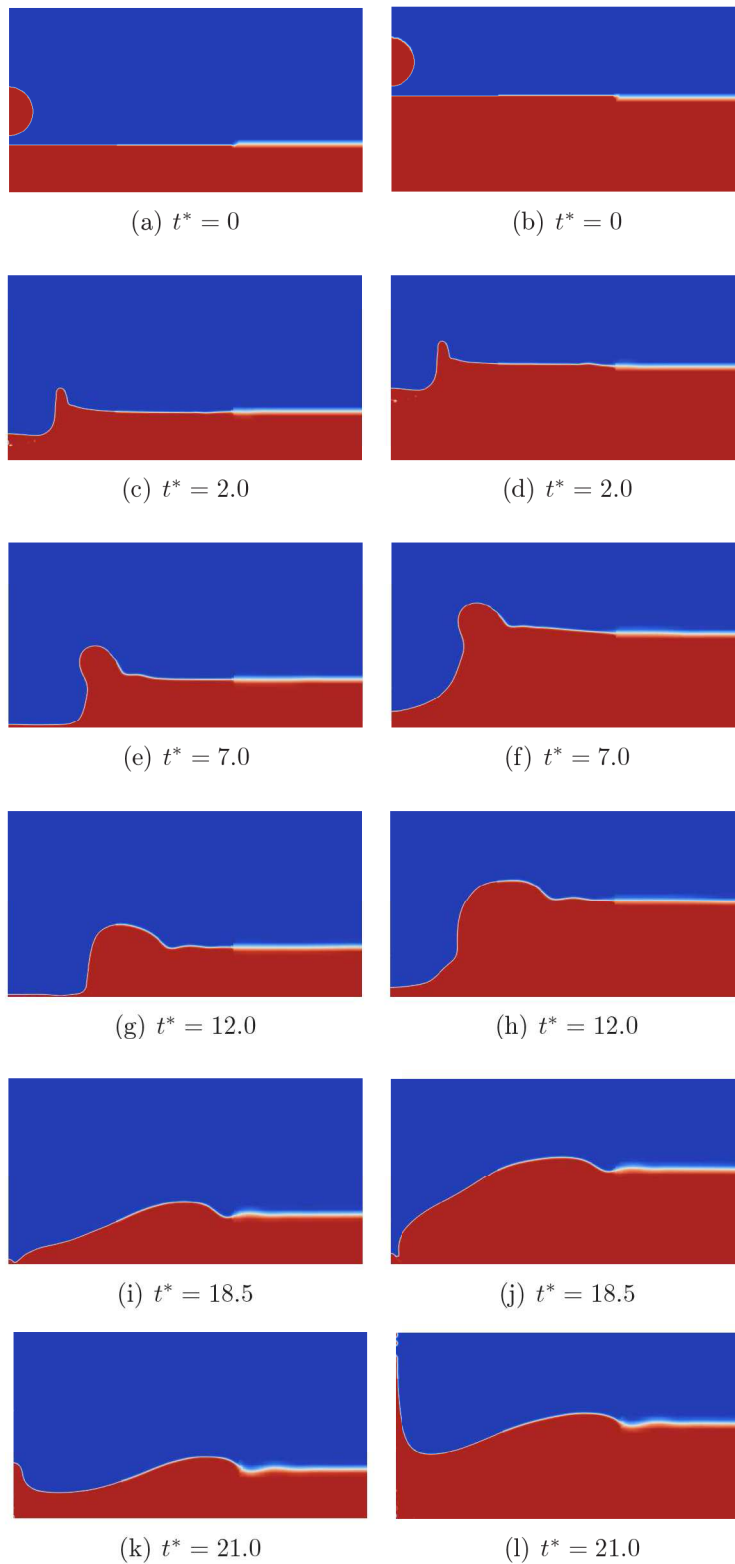 (a) t* = 0
(b) t* = 0
(c) t* = 2.0
(d) t* = 2.0
(e) t* = 7.0
(f) t* = 7.0
(g) t* = 12.0
(h) t* = 12.0
(i) t* = 18.5
(j) t* = 18.5
(k) t* = 21.0
(l) t* = 21.0